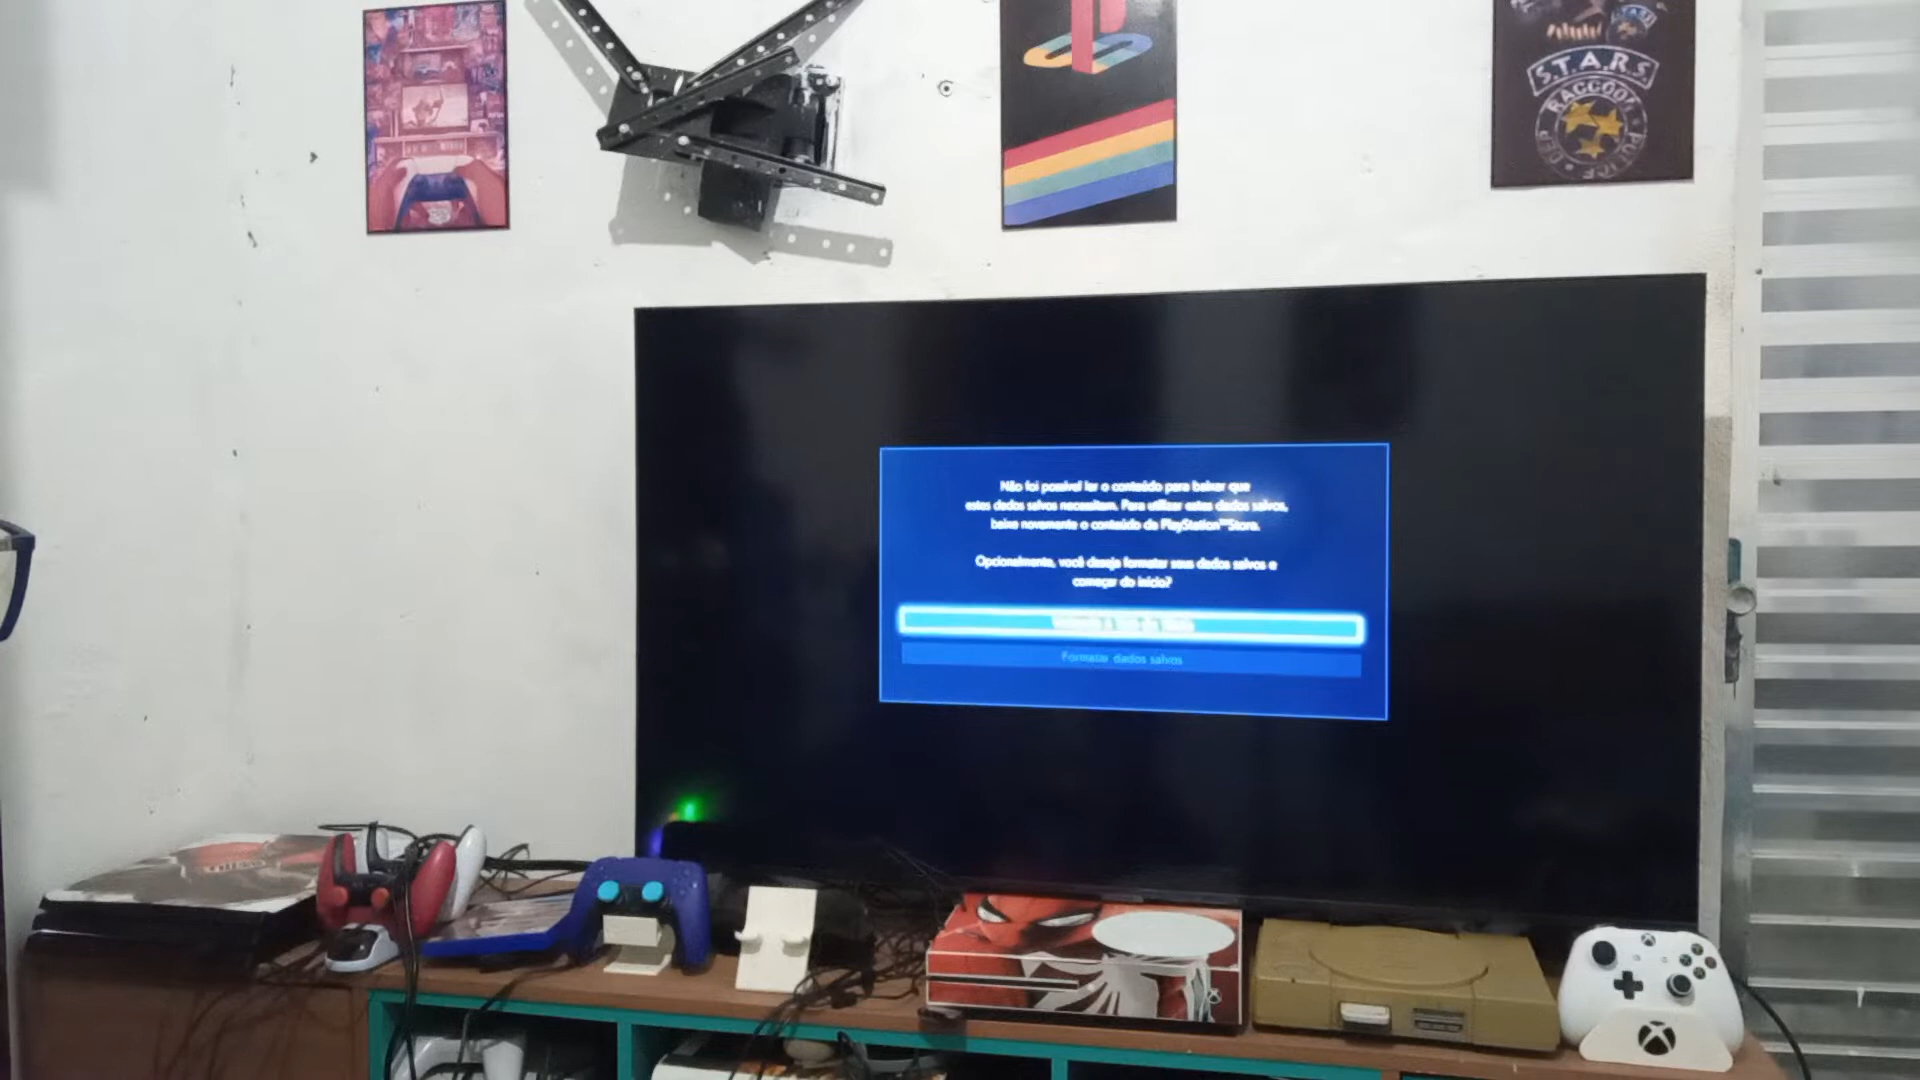 S.T.A.R.S.
RACCOON
POLICE
Não foi possível ler o conteúdo para baixar que
estes dados salvos necessitem. Para utilizar estes dados salvos,
baixe novamente o conteúdo da PlayStation™Store.
Opcionalmente, você deseja formatar seus dados salvos e
começar do início?
Formatar dados salvos